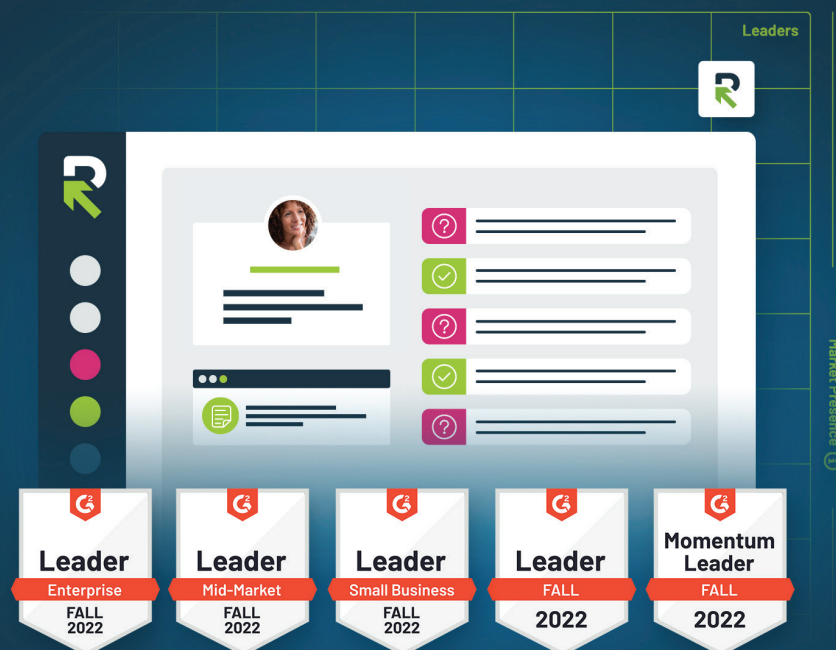 Leaders
Market Presence
Leader
Enterprise
FALL
2022
Leader
Mid-Market
FALL
2022
Leader
Small Business
FALL
2022
Leader
FALL
2022
Momentum
Leader
FALL
2022